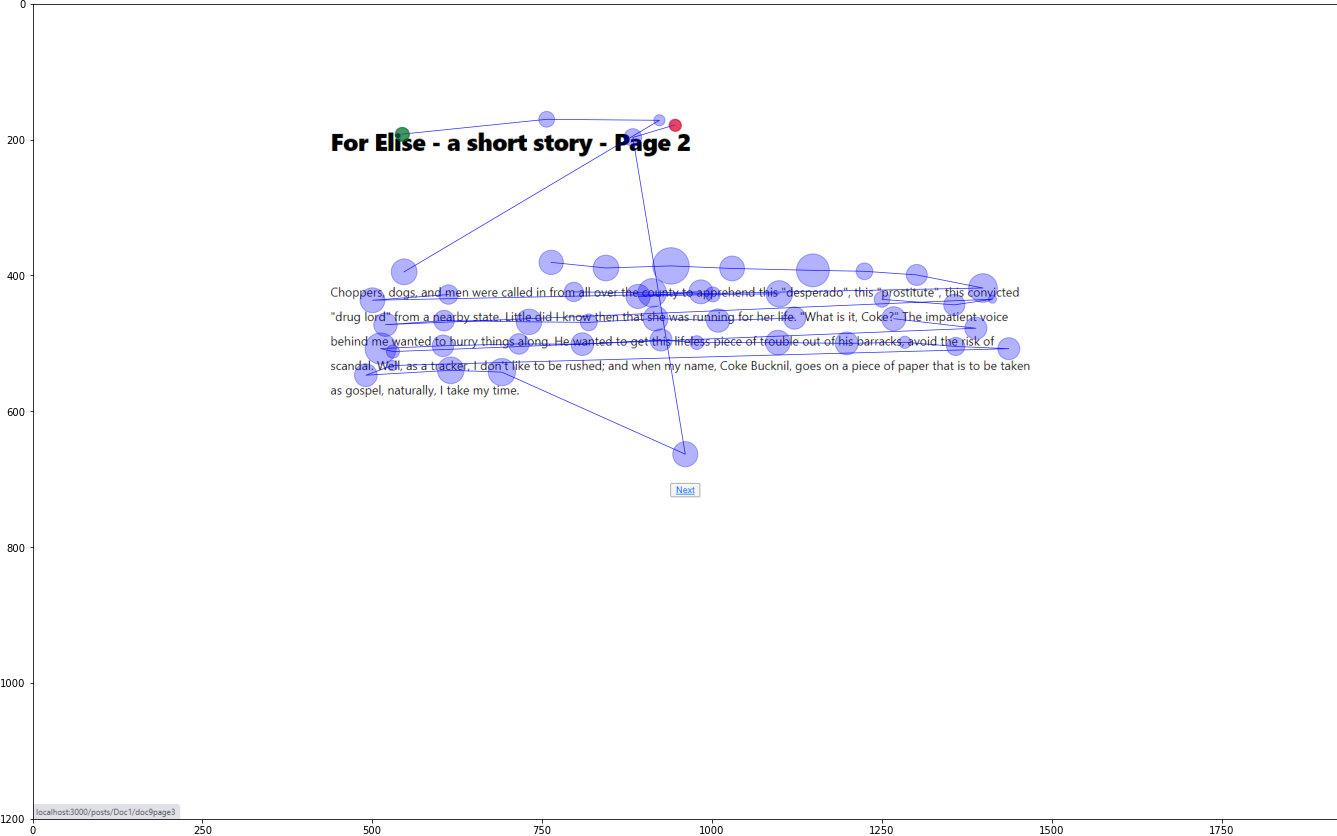 0
200
For Elise - a short story - Page 2
400
Choppers, dogs, and men were called in from all over the county to apprehend this "desperado", this "prostitute", this convicted
"drug lord" from a nearby state. Little did I know then that she was running for her life. "What is it, Coke?" The impatient voice
behind me wanted to hurry things along. He wanted to get this lifeless piece of trouble out of his barracks, avoid the risk of
scandal. Well, as a tracker, I don't like to be rushed; and when my name, Coke Bucknil, goes on a piece of paper that is to be taken
as gospel, naturally, I take my time.
600
Next
800
1000
localhost:3000/posts/Doc1/doc9page3
1200
0 250 500 750 1000 1250 1500 1750